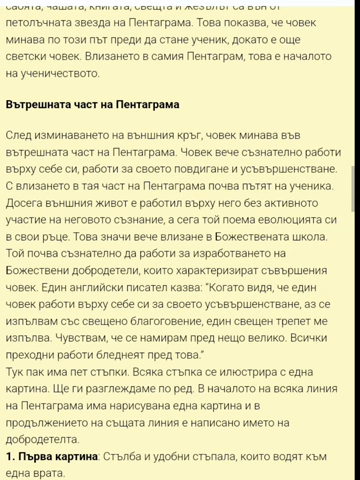 сабята, чашата, книгата, свещта и жезълът са вън от
петолъчната звезда на Пентаграма. Това показва, че човек
минава по този път преди да стане ученик, докато е още
светски човек. Влизането в самия Пентаграм, това е началото
на ученичеството.
Вътрешната част на Пентаграма
След изминаването на външния кръг, човек минава във
вътрешната част на Пентаграма. Човек вече съзнателно работи
върху себе си, работи за своето повдигане и усъвършенстване.
С влизането в тая част на Пентаграма почва пътят на ученика.
Досега външния живот е работил върху него без активното
участие на неговото съзнание, а сега той поема еволюцията си
в свои ръце. Това значи вече влизане в Божествената школа.
Той почва съзнателно да работи за изработването на
Божествени добродетели, които характеризират съвършения
човек. Един английски писател казва: “Когато видя, че един
човек работи върху себе си за своето усъвършенстване, аз се
изпълвам със свещено благоговение, един свещен трепет ме
изпълва. Чувствам, че се намирам пред нещо велико. Всички
преходни работи бледнеят пред това.”
Тук пак има пет стъпки. Всяка стъпка се илюстрира с една
картина. Ще ги разглеждаме по ред. В началото на всяка линия
на Пентаграма има нарисувана една картина и в
продължението на същата линия е написано името на
добродетелта.
1. Първа картина: Стълба и удобни стъпала, които водят към
една врата.